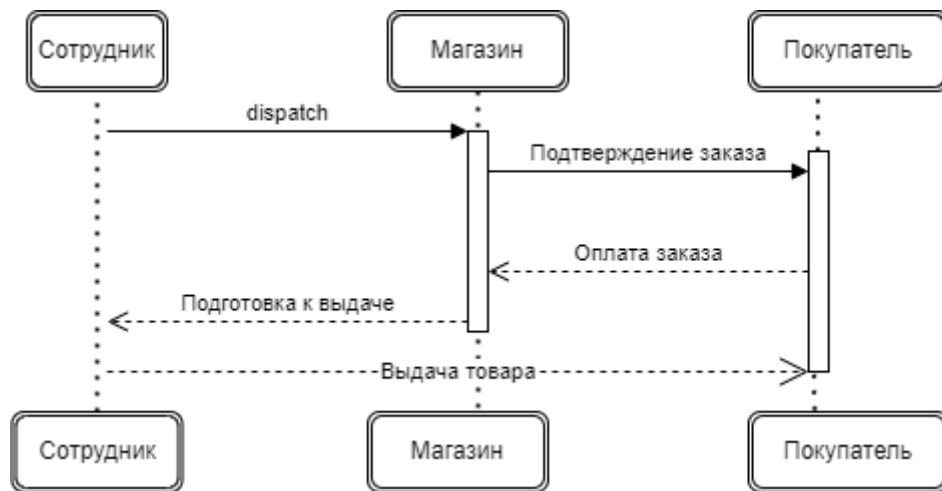 Сотрудник
Магазин
Покупатель
dispatch
Подтверждение заказа
Оплата заказа
Подготовка к выдаче
Выдача товара
Сотрудник
Магазин
Покупатель